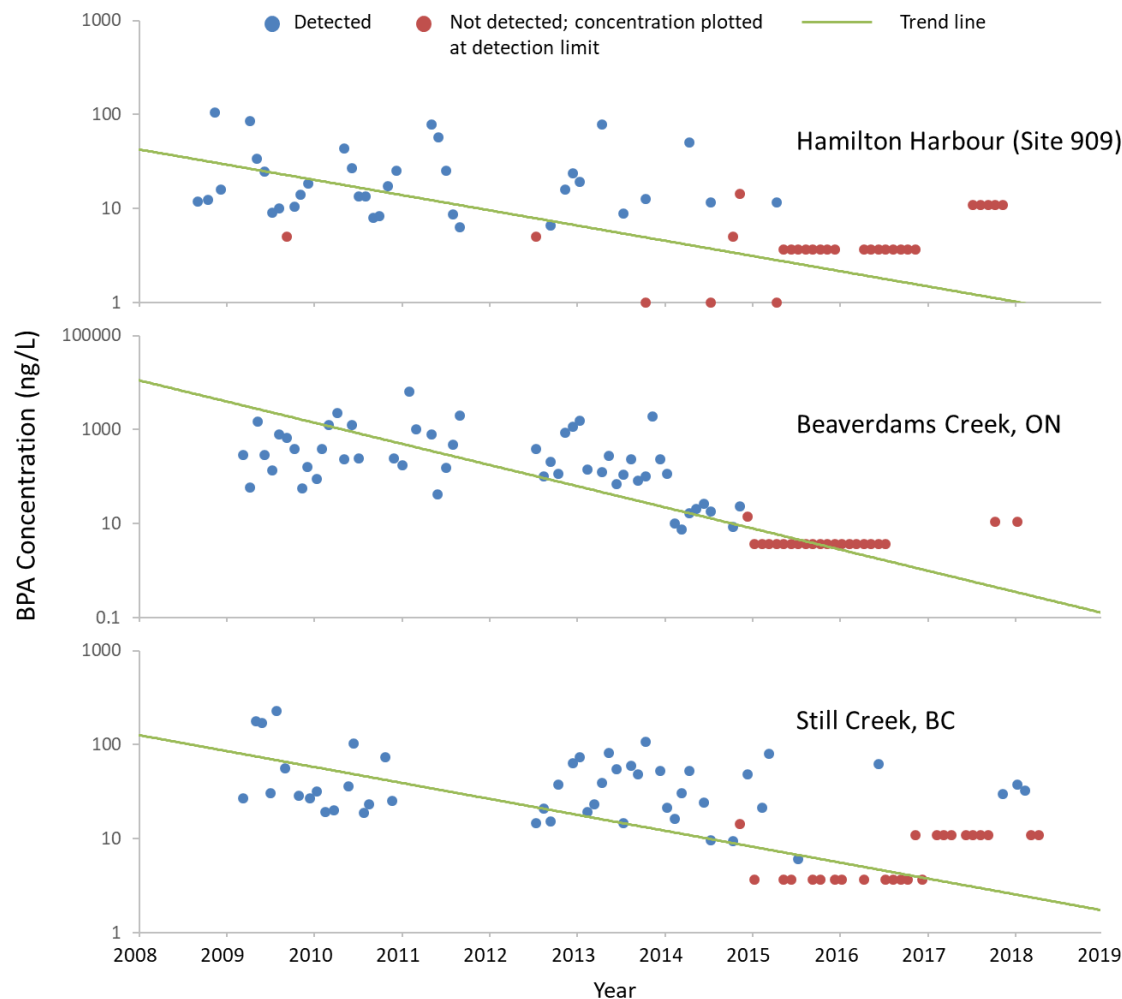 Detected
Not detected; concentration plotted
at detection limit
Trend line
BPA Concentration (ng/L)
1000
100
10
1
Hamilton Harbour (Site 909)
100000
1000
10
0.1
Beaverdams Creek, ON
1000
100
10
1
Still Creek, BC
2008 2009 2010 2011 2012 2013 2014 2015 2016 2017 2018 2019
Year